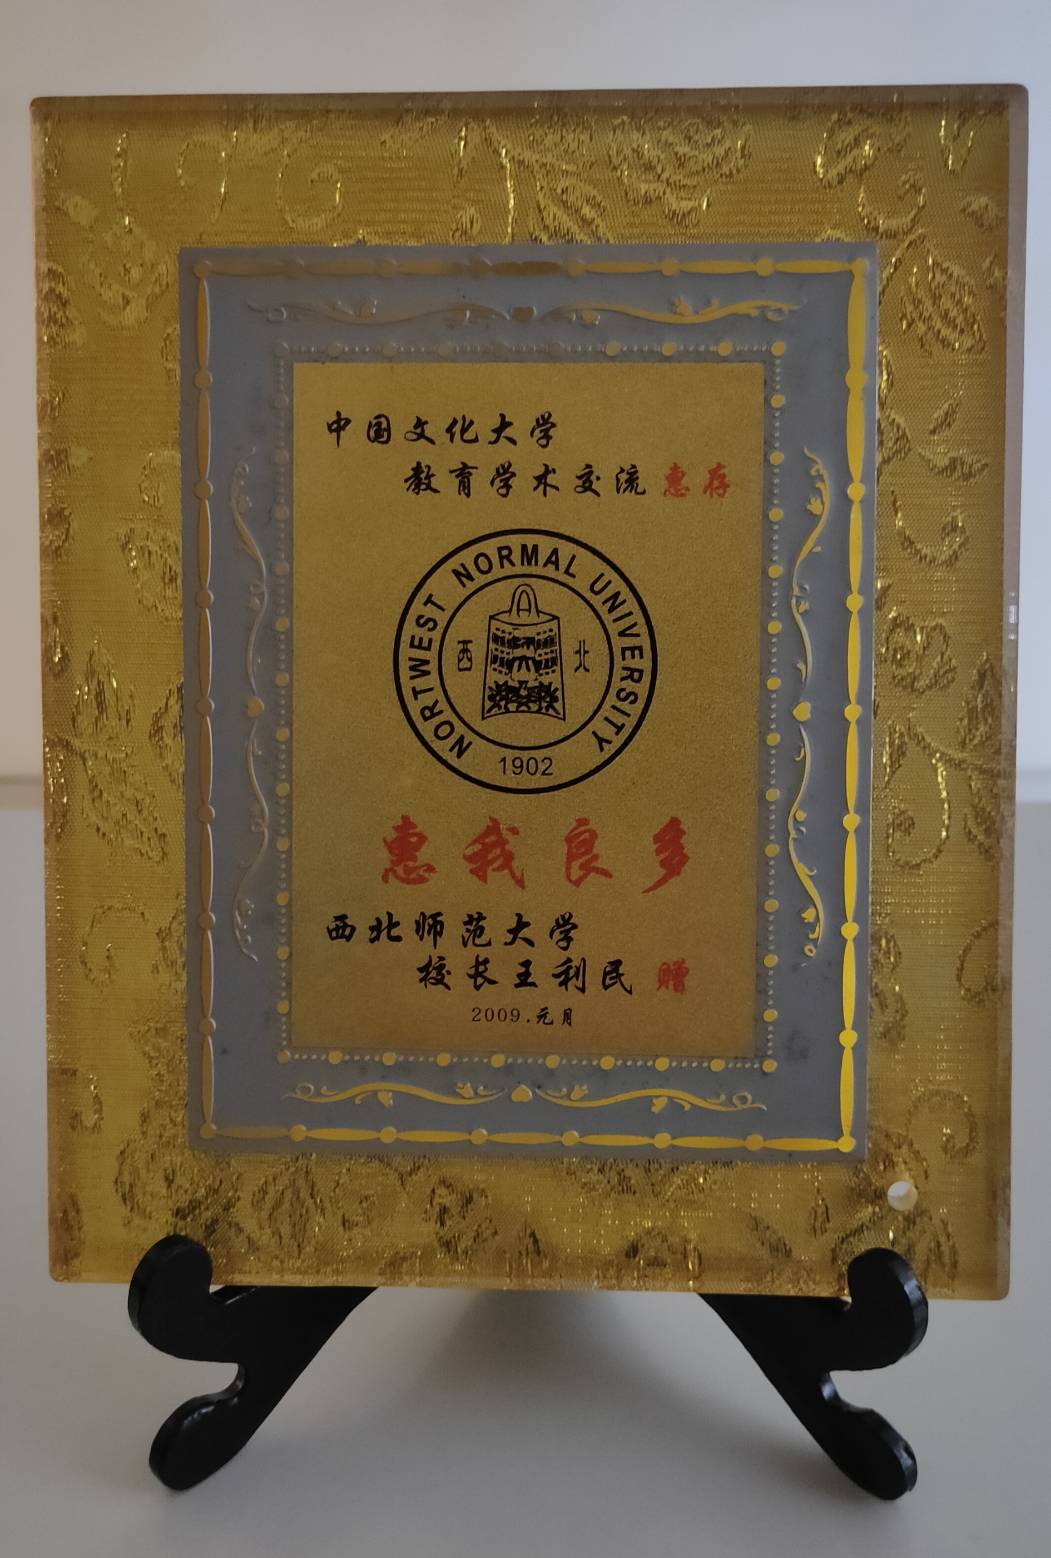 中国文化大学
教育学术交流 惠存
NORTWEST NORMAL UNIVERSITY
西 北
1902
惠我良多
西北师范大学
校长王利民 赠
2009.元月